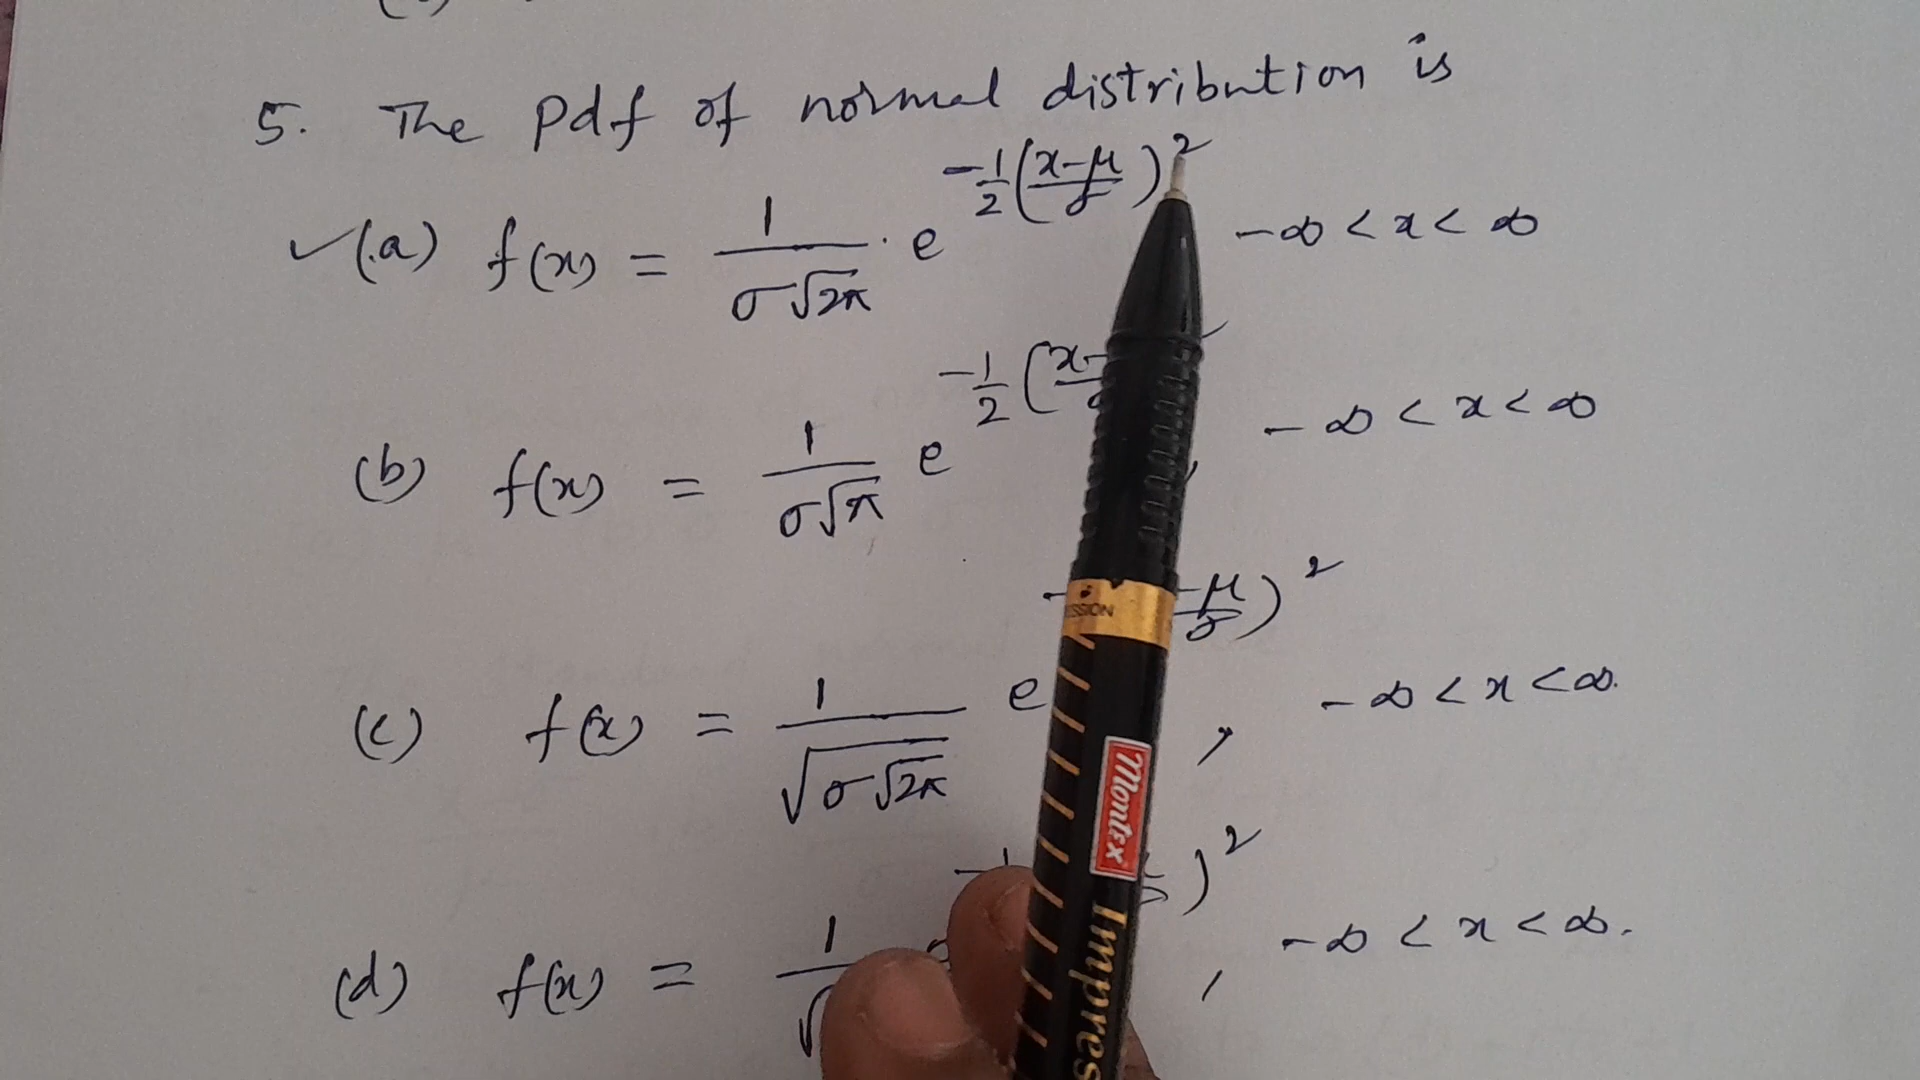 5. The Pdf of normal distribution is
(a) f(x) = 1/σ√2π · e^-1/2(x-μ/σ)^2 -∞ < x < ∞
(b) f(x) = 1/σ√π e^-1/2(x- , -∞ < x < ∞
(c) f(x) = 1/√σ√2π e^- -μ/σ)^2 , -∞ < x < ∞.
(d) f(x) = 1/√ )^2 , -∞ < x < ∞.
Montex
Impres